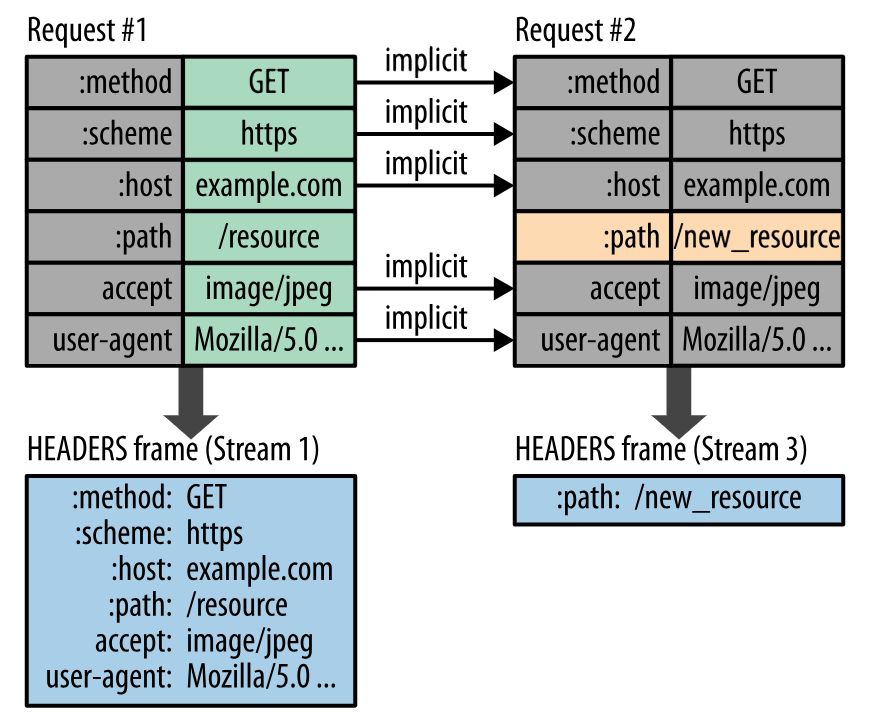 Request #1
:method GET
:scheme https
:host example.com
:path /resource
accept image/jpeg
user-agent Mozilla/5.0 ...
implicit
implicit
implicit
implicit
implicit
Request #2
:method GET
:scheme https
:host example.com
:path /new_resource
accept image/jpeg
user-agent Mozilla/5.0 ...
HEADERS frame (Stream 1)
:method: GET
:scheme: https
:host: example.com
:path: /resource
accept: image/jpeg
user-agent: Mozilla/5.0 ...
HEADERS frame (Stream 3)
:path: /new_resource